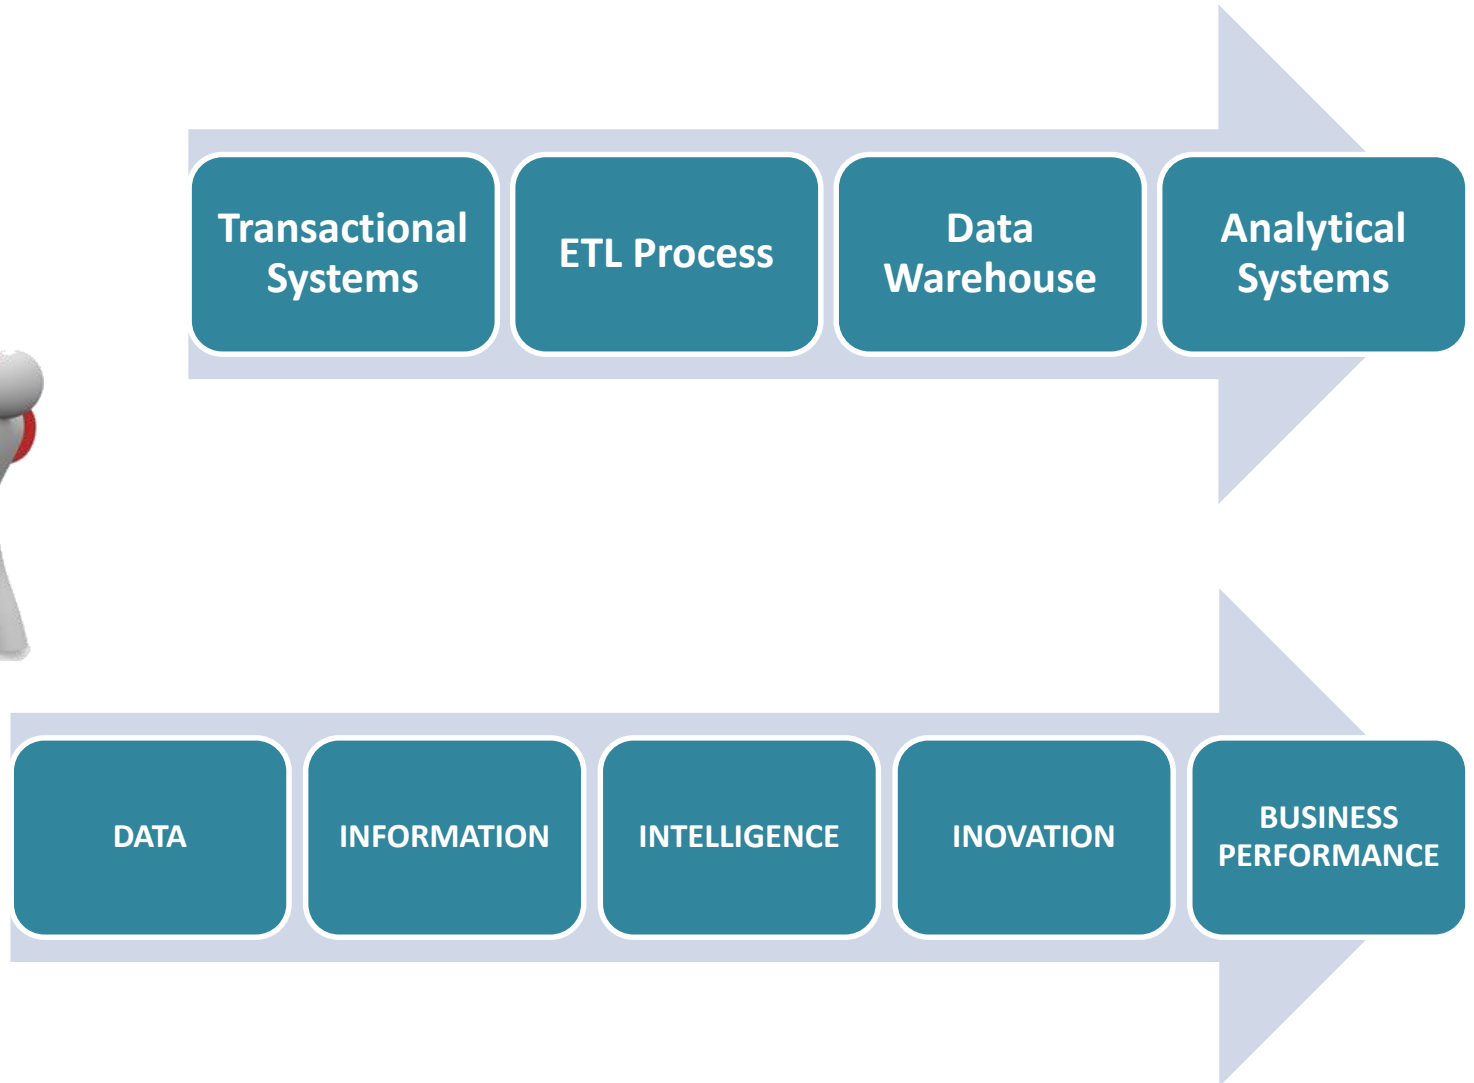 Transactional
Systems
ETL Process
Data
Warehouse
Analytical
Systems
DATA
INFORMATION
INTELLIGENCE
INOVATION
BUSINESS
PERFORMANCE